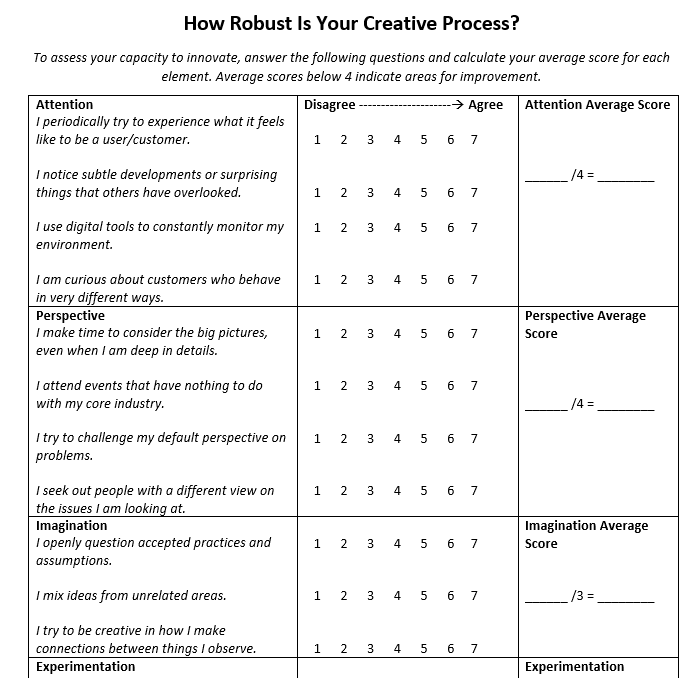 How Robust Is Your Creative Process?
To assess your capacity to innovate, answer the following questions and calculate your average score for each
element. Average scores below 4 indicate areas for improvement.
Attention
Disagree ----------------------→ Agree
Attention Average Score
I periodically try to experience what it feels
like to be a user/customer.
1 2 3 4 5 6 7
I notice subtle developments or surprising
things that others have overlooked.
1 2 3 4 5 6 7
______ /4 = ________
I use digital tools to constantly monitor my
environment.
1 2 3 4 5 6 7
I am curious about customers who behave
in very different ways.
1 2 3 4 5 6 7
Perspective
Perspective Average
Score
I make time to consider the big pictures,
even when I am deep in details.
1 2 3 4 5 6 7
I attend events that have nothing to do
with my core industry.
1 2 3 4 5 6 7
______ /4 = ________
I try to challenge my default perspective on
problems.
1 2 3 4 5 6 7
I seek out people with a different view on
the issues I am looking at.
1 2 3 4 5 6 7
Imagination
Imagination Average
Score
I openly question accepted practices and
assumptions.
1 2 3 4 5 6 7
I mix ideas from unrelated areas.
1 2 3 4 5 6 7
______ /3 = ________
I try to be creative in how I make
connections between things I observe.
1 2 3 4 5 6 7
Experimentation
Experimentation